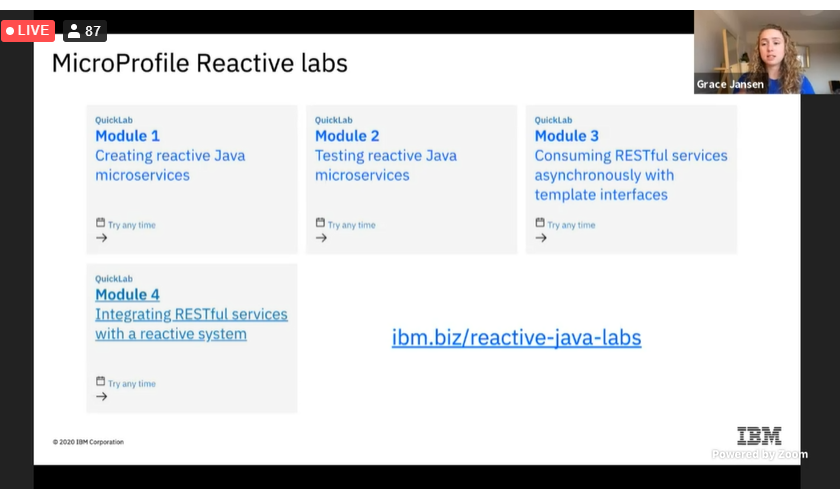 LIVE 87
MicroProfile Reactive labs
Grace Jansen
QuickLab
Module 1
Creating reactive Java
microservices
Try any time
QuickLab
Module 2
Testing reactive Java
microservices
Try any time
QuickLab
Module 3
Consuming RESTful services
asynchronously with
template interfaces
Try any time
QuickLab
Module 4
Integrating RESTful services
with a reactive system
Try any time
ibm.biz/reactive-java-labs
© 2020 IBM Corporation
IBM
Powered by Zoom